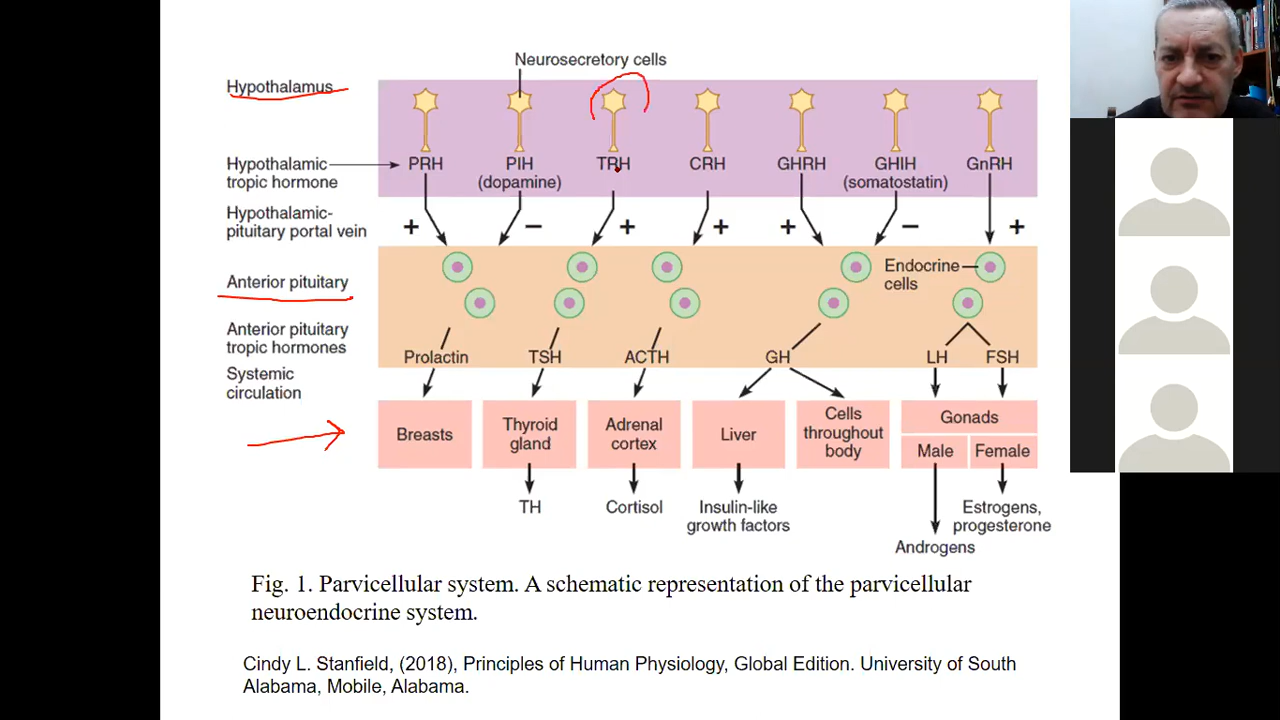 Neurosecretory cells
Hypothalamus
Hypothalamic
tropic hormone
PRH
PIH
(dopamine)
TRH
CRH
GHRH
GHIH
(somatostatin)
GnRH
Hypothalamic-
pituitary portal vein
+
−
+
+
+
−
+
Anterior pituitary
Endocrine
cells
Anterior pituitary
tropic hormones
Prolactin
TSH
ACTH
GH
LH
FSH
Systemic
circulation
Breasts
Thyroid
gland
Adrenal
cortex
Liver
Cells
throughout
body
Gonads
Male
Female
TH
Cortisol
Insulin-like
growth factors
Estrogens,
progesterone
Androgens
Fig. 1. Parvicellular system. A schematic representation of the parvicellular
neuroendocrine system.
Cindy L. Stanfield, (2018), Principles of Human Physiology, Global Edition. University of South
Alabama, Mobile, Alabama.